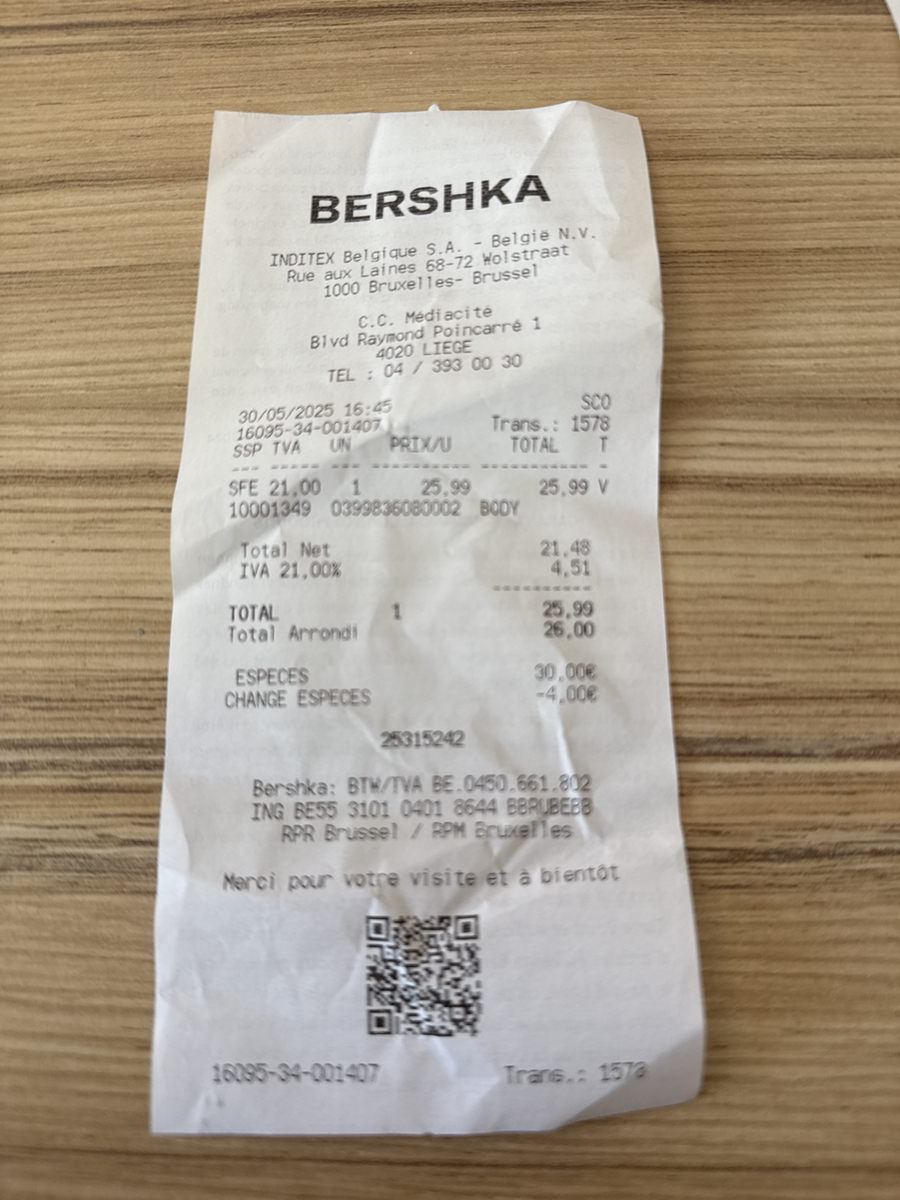 BERSHKA
INDITEX Belgique S.A. - België N.V.
Rue aux Laines 68-72 Wolstraat
1000 Bruxelles- Brussel
C.C. Médiacité
Blvd Raymond Poincarré 1
4020 LIEGE
TEL : 04 / 393 00 30
30/05/2025 16:45 SCO
16095-34-001407 Trans.: 1578
SSP TVA UN PRIX/U TOTAL T
--- --- --- ---------- ----------- -
SFE 21,00 1 25,99 25,99 V
10001349 0399836080002 BODY
Total Net 21,48
IVA 21,00% 4,51
----------
TOTAL 1 25,99
Total Arrondi 26,00
ESPECES 30,00€
CHANGE ESPECES -4,00€
25315242
Bershka: BTW/TVA BE.0450.661.802
ING BE55 3101 0401 8644 BBRUBEBB
RPR Brussel / RPM Bruxelles
Merci pour votre visite et à bientôt
16095-34-001407 Trans.: 1578